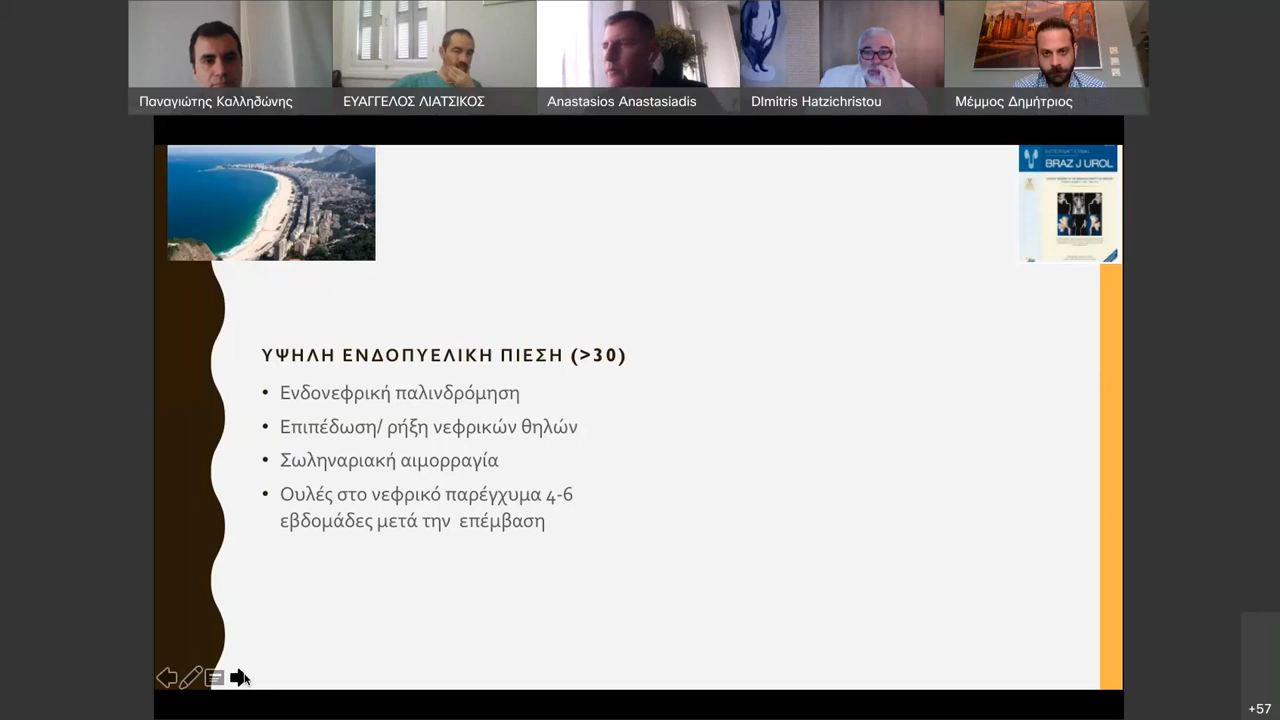 Παναγιώτης Καλληδώνης
ΕΥΑΓΓΕΛΟΣ ΛΙΑΤΣΙΚΟΣ
Anastasios Anastasiadis
DImitris Hatzichristou
Μέμμος Δημήτριος
INTERNATIONAL
BRAZ J UROL
ΥΨΗΛΗ ΕΝΔΟΠΥΕΛΙΚΗ ΠΙΕΣΗ (>30)
• Ενδονεφρική παλινδρόμηση
• Επιπέδωση/ ρήξη νεφρικών θηλών
• Σωληναριακή αιμορραγία
• Ουλές στο νεφρικό παρέγχυμα 4-6
εβδομάδες μετά την επέμβαση
+57